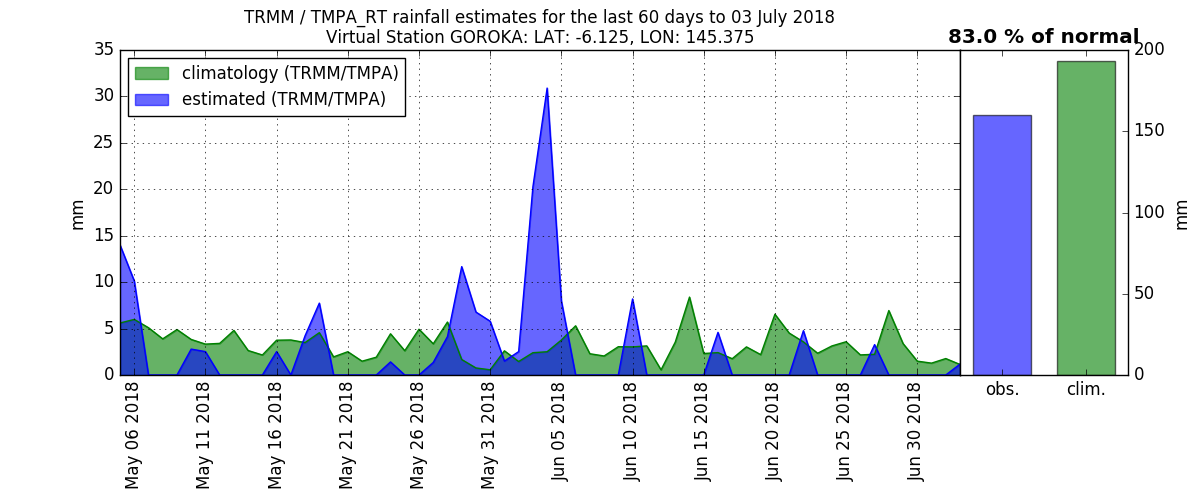 TRMM / TMPA_RT rainfall estimates for the last 60 days to 03 July 2018
Virtual Station GOROKA: LAT: -6.125, LON: 145.375
83.0 % of normal
climatology (TRMM/TMPA)
estimated (TRMM/TMPA)
35
30
25
20
15
10
5
0
mm
May 06 2018
May 11 2018
May 16 2018
May 21 2018
May 26 2018
May 31 2018
Jun 05 2018
Jun 10 2018
Jun 15 2018
Jun 20 2018
Jun 25 2018
Jun 30 2018
200
150
100
50
0
mm
obs.
clim.